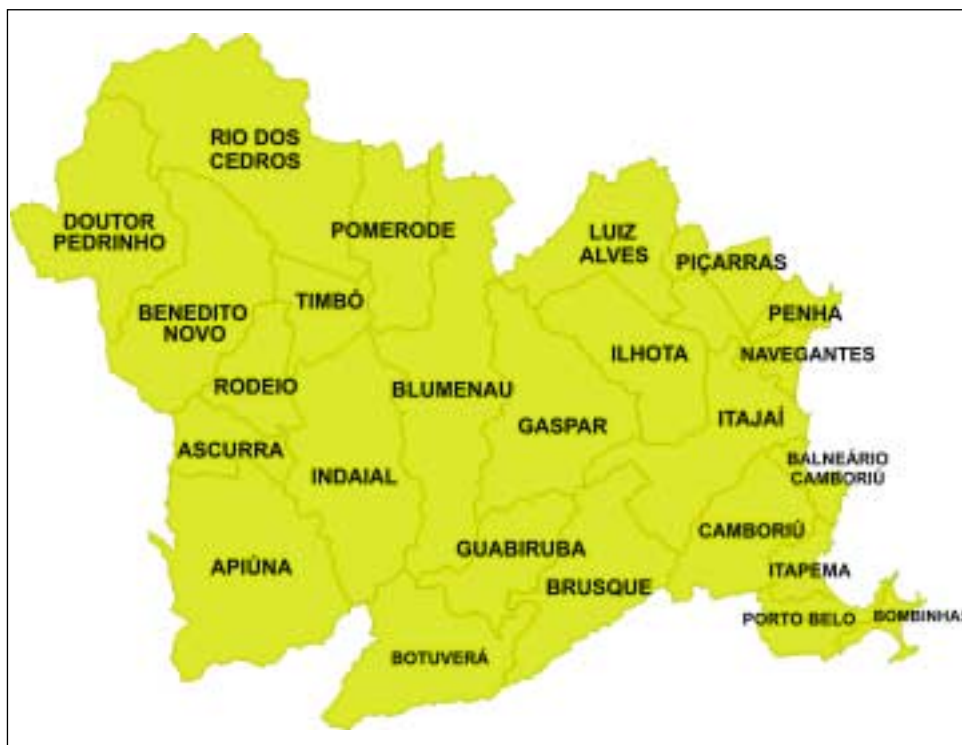 RIO DOS
CEDROS
DOUTOR
PEDRINHO
POMERODE
LUIZ
ALVES
PIÇARRAS
BENEDITO
NOVO
TIMBÓ
PENHA
ILHOTA
NAVEGANTES
RODEIO
BLUMENAU
GASPAR
ITAJAÍ
ASCURRA
INDAIAL
BALNEÁRIO
CAMBORIÚ
CAMBORIÚ
APIÚNA
GUABIRUBA
BRUSQUE
ITAPEMA
PORTO BELO
BOMBINHAS
BOTUVERÁ